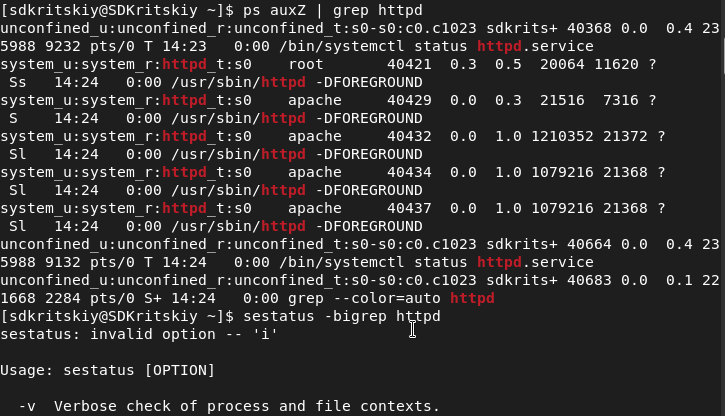 [sdkritskiy@SDKritskiy ~]$ ps auxZ | grep httpd
unconfined_u:unconfined_r:unconfined_t:s0-s0:c0.c1023 sdkrits+ 40368 0.0  0.4 23
5988 9232 pts/0 T 14:23   0:00 /bin/systemctl status httpd.service
system_u:system_r:httpd_t:s0    root       40421  0.3  0.5  20064 11620 ?
 Ss   14:24   0:00 /usr/sbin/httpd -DFOREGROUND
system_u:system_r:httpd_t:s0    apache     40429  0.0  0.3  21516  7316 ?
 S    14:24   0:00 /usr/sbin/httpd -DFOREGROUND
system_u:system_r:httpd_t:s0    apache     40432  0.0  1.0 1210352 21372 ?
 Sl   14:24   0:00 /usr/sbin/httpd -DFOREGROUND
system_u:system_r:httpd_t:s0    apache     40434  0.0  1.0 1079216 21368 ?
 Sl   14:24   0:00 /usr/sbin/httpd -DFOREGROUND
system_u:system_r:httpd_t:s0    apache     40437  0.0  1.0 1079216 21368 ?
 Sl   14:24   0:00 /usr/sbin/httpd -DFOREGROUND
unconfined_u:unconfined_r:unconfined_t:s0-s0:c0.c1023 sdkrits+ 40664 0.0  0.4 23
5988 9132 pts/0 T 14:24   0:00 /bin/systemctl status httpd.service
unconfined_u:unconfined_r:unconfined_t:s0-s0:c0.c1023 sdkrits+ 40683 0.0  0.1 22
1668 2284 pts/0 S+ 14:24   0:00 grep --color=auto httpd
[sdkritskiy@SDKritskiy ~]$ sestatus -bigrep httpd
sestatus: invalid option -- 'i'

Usage: sestatus [OPTION]

  -v  Verbose check of process and file contexts.